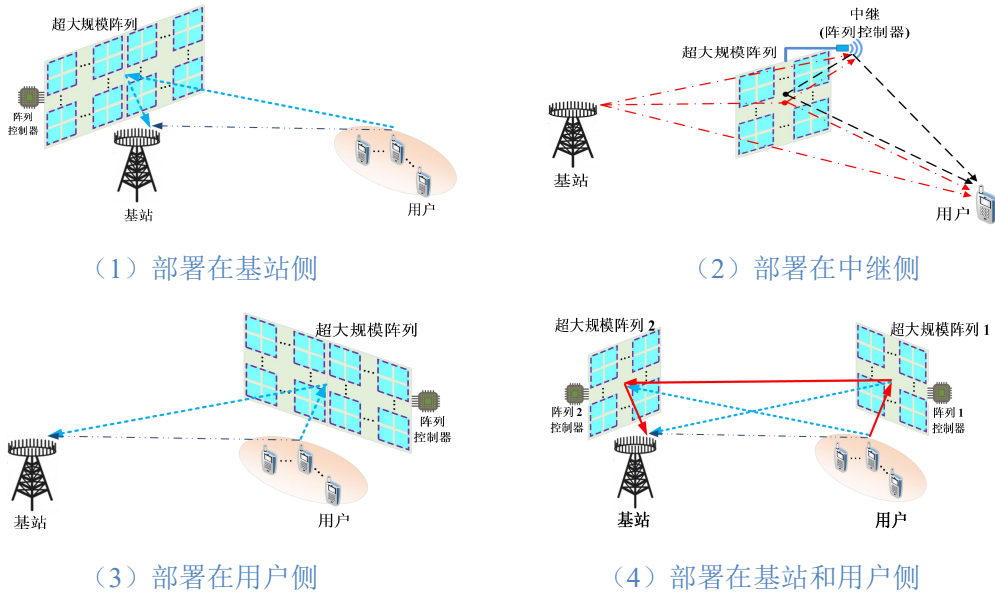 超大规模阵列
阵列
控制器
基站
用户
（1）部署在基站侧
中继
(阵列控制器)
超大规模阵列
基站
用户
（2）部署在中继侧
超大规模阵列
阵列
控制器
基站
用户
（3）部署在用户侧
超大规模阵列 2
超大规模阵列 1
阵列 2
控制器
阵列 1
控制器
基站
用户
（4）部署在基站和用户侧